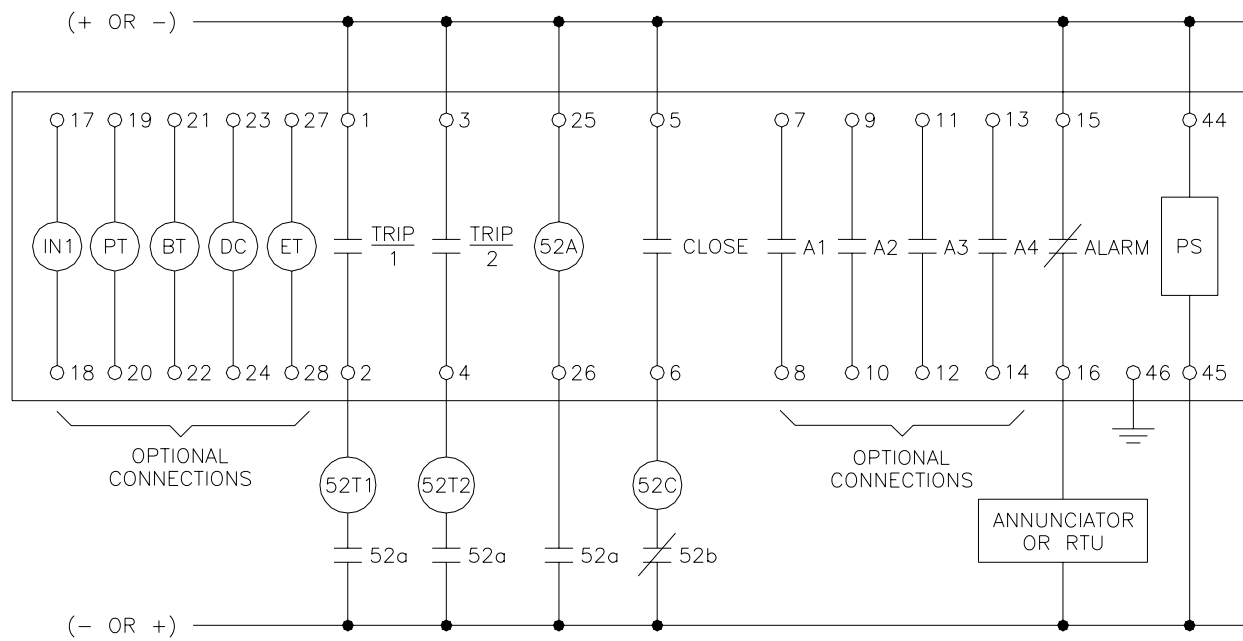 (+ OR -)
17 19 21 23 27 1 3 25 5 7 9 11 13 15 44
IN1 PT BT DC ET TRIP 1 TRIP 2 52A CLOSE A1 A2 A3 A4 ALARM PS
18 20 22 24 28 2 4 26 6 8 10 12 14 16 46 45
OPTIONAL
CONNECTIONS
OPTIONAL
CONNECTIONS
52T1 52T2 52C
ANNUNCIATOR
OR RTU
52a 52a 52a 52b
(- OR +)